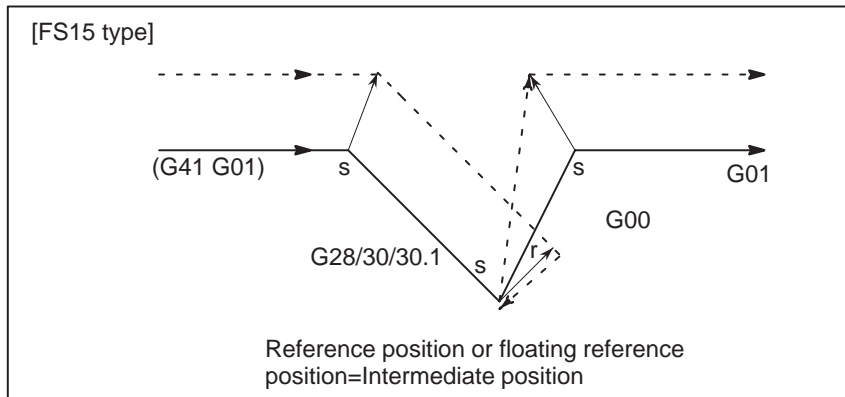 [FS15 type]
(G41 G01)
s
s
G01
G00
r
G28/30/30.1
s
Reference position or floating reference
position=Intermediate position